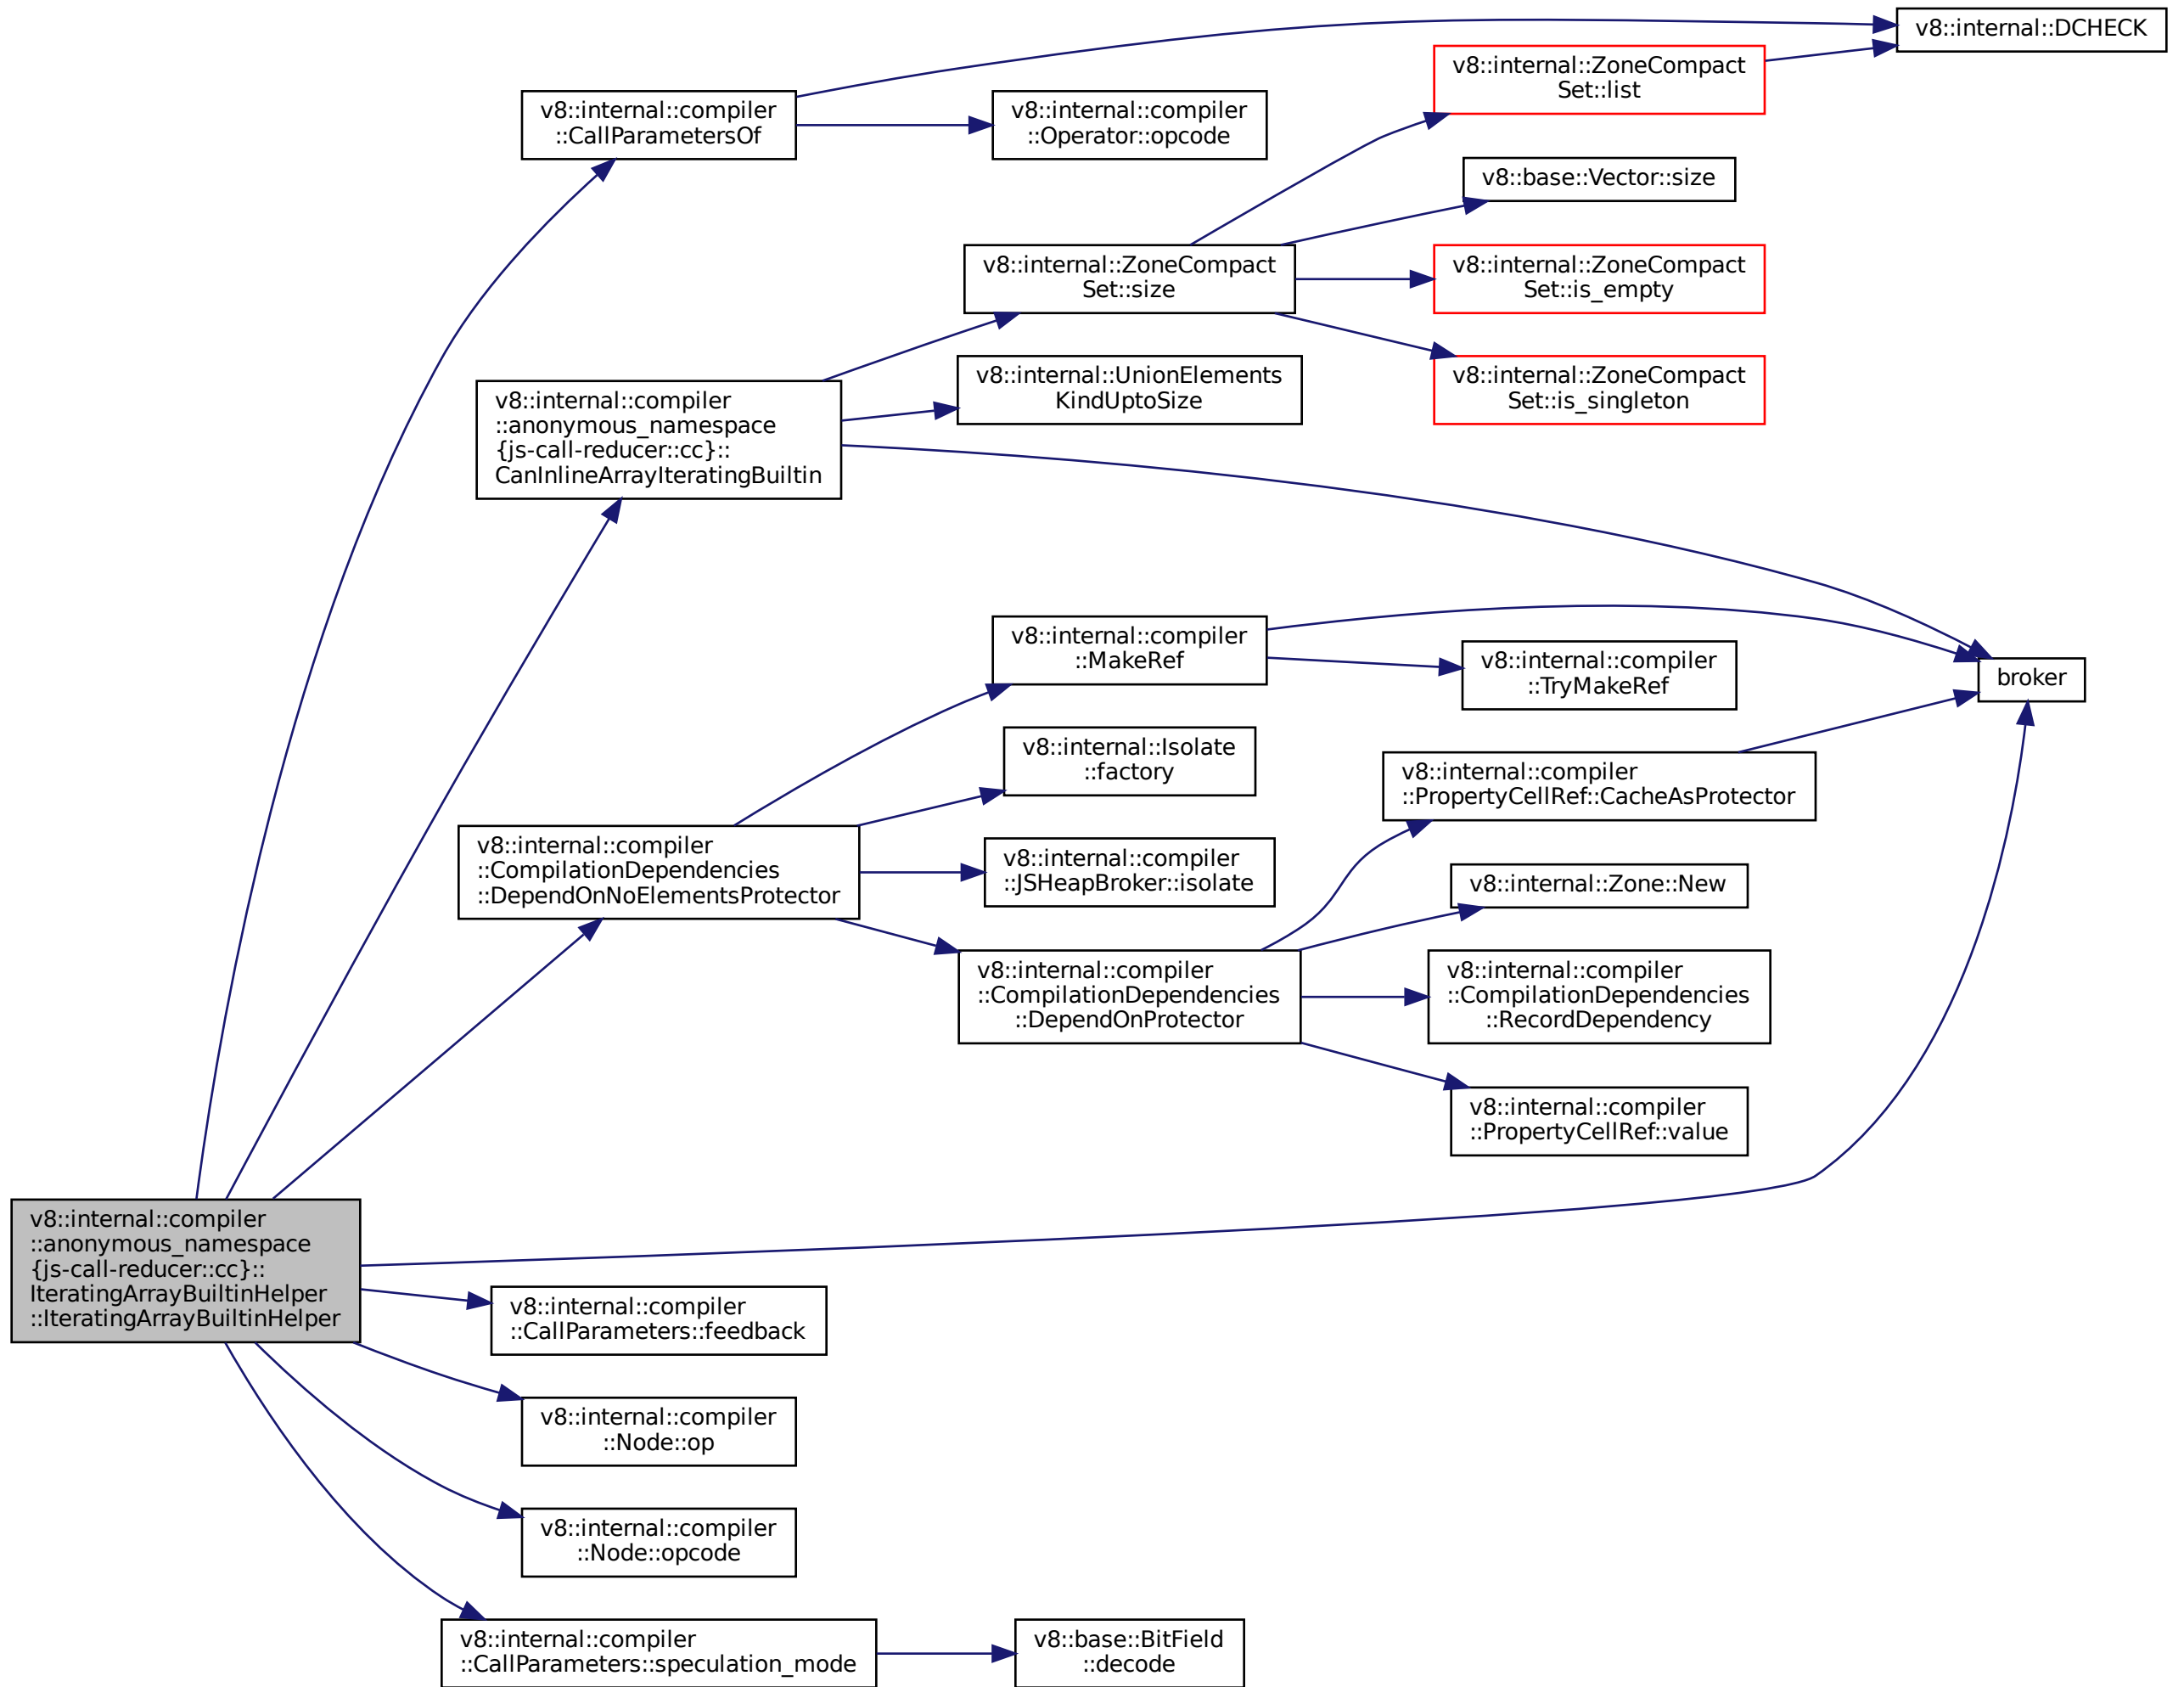 v8::internal::DCHECK
v8::internal::ZoneCompact
Set::list
v8::internal::compiler
::CallParametersOf
v8::internal::compiler
::Operator::opcode
v8::base::Vector::size
v8::internal::ZoneCompact
Set::size
v8::internal::ZoneCompact
Set::is_empty
v8::internal::UnionElements
KindUptoSize
v8::internal::ZoneCompact
Set::is_singleton
v8::internal::compiler
::anonymous_namespace
{js-call-reducer::cc}::
CanInlineArrayIteratingBuiltin
v8::internal::compiler
::MakeRef
v8::internal::compiler
::TryMakeRef
broker
v8::internal::Isolate
::factory
v8::internal::compiler
::PropertyCellRef::CacheAsProtector
v8::internal::compiler
::CompilationDependencies
::DependOnNoElementsProtector
v8::internal::compiler
::JSHeapBroker::isolate
v8::internal::Zone::New
v8::internal::compiler
::CompilationDependencies
::DependOnProtector
v8::internal::compiler
::CompilationDependencies
::RecordDependency
v8::internal::compiler
::PropertyCellRef::value
v8::internal::compiler
::anonymous_namespace
{js-call-reducer::cc}::
IteratingArrayBuiltinHelper
::IteratingArrayBuiltinHelper
v8::internal::compiler
::CallParameters::feedback
v8::internal::compiler
::Node::op
v8::internal::compiler
::Node::opcode
v8::internal::compiler
::CallParameters::speculation_mode
v8::base::BitField
::decode